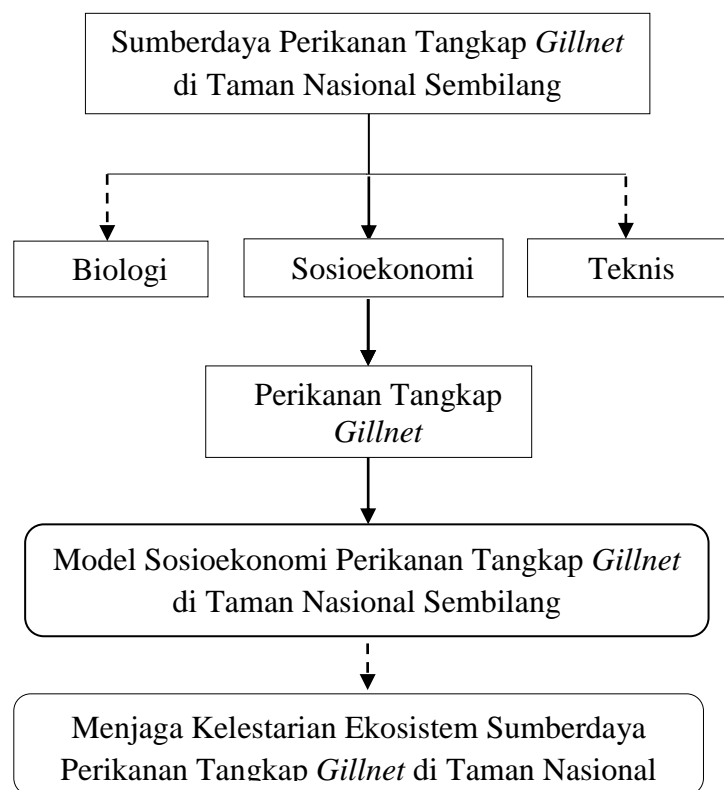 Sumberdaya Perikanan Tangkap Gillnet
di Taman Nasional Sembilang
Biologi
Sosioekonomi
Teknis
Perikanan Tangkap
Gillnet
Model Sosioekonomi Perikanan Tangkap Gillnet
di Taman Nasional Sembilang
Menjaga Kelestarian Ekosistem Sumberdaya
Perikanan Tangkap Gillnet di Taman Nasional